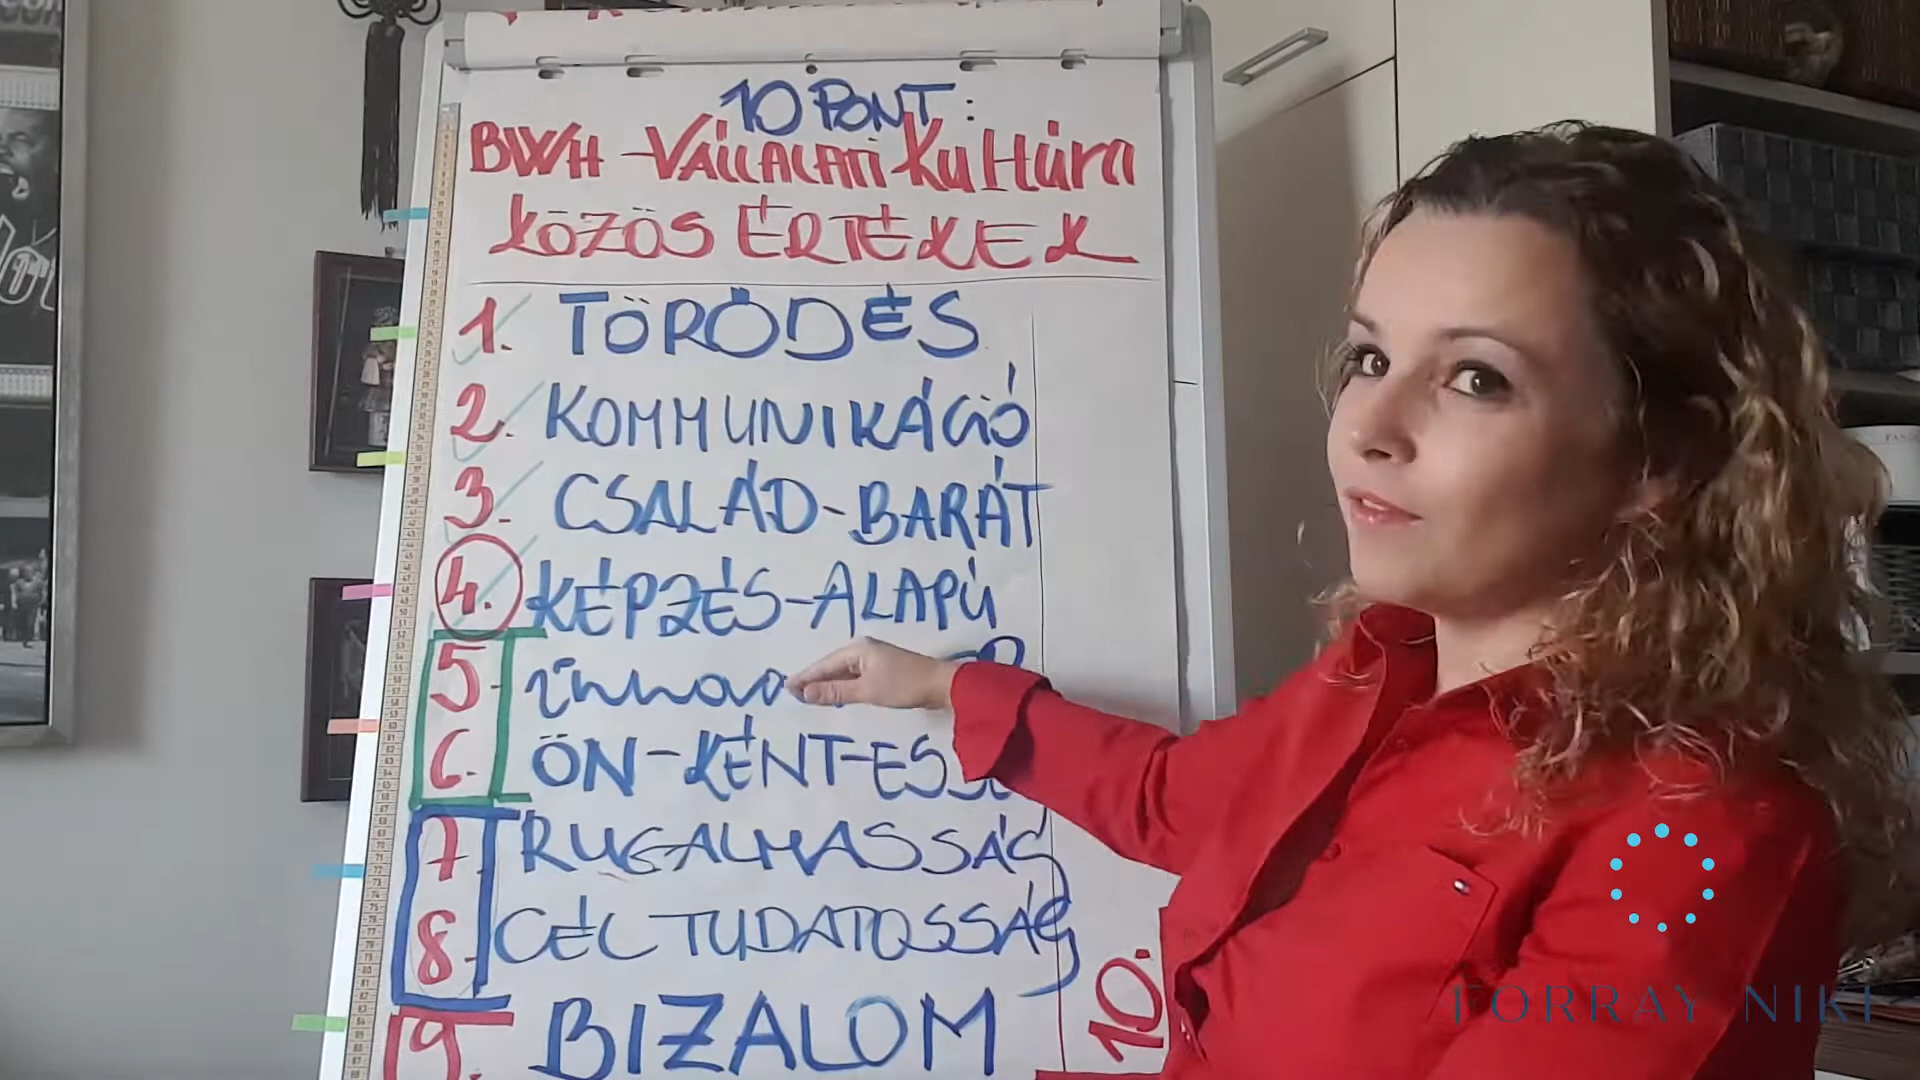 10 PONT:
BWH - VÁLLALATI KULTÚRA
KÖZÖS ÉRTÉKEK
1. TÖRŐDÉS
2. KOMMUNIKÁCIÓ
3. CSALÁD-BARÁT
4. KÉPZÉS-ALAPÚ
5.
6. ÖN-KÉNT-ES
7. RUGALMASSÁG
8. CÉLTUDATOSSÁG
9. BIZALOM
10.
FORRAY NIKI